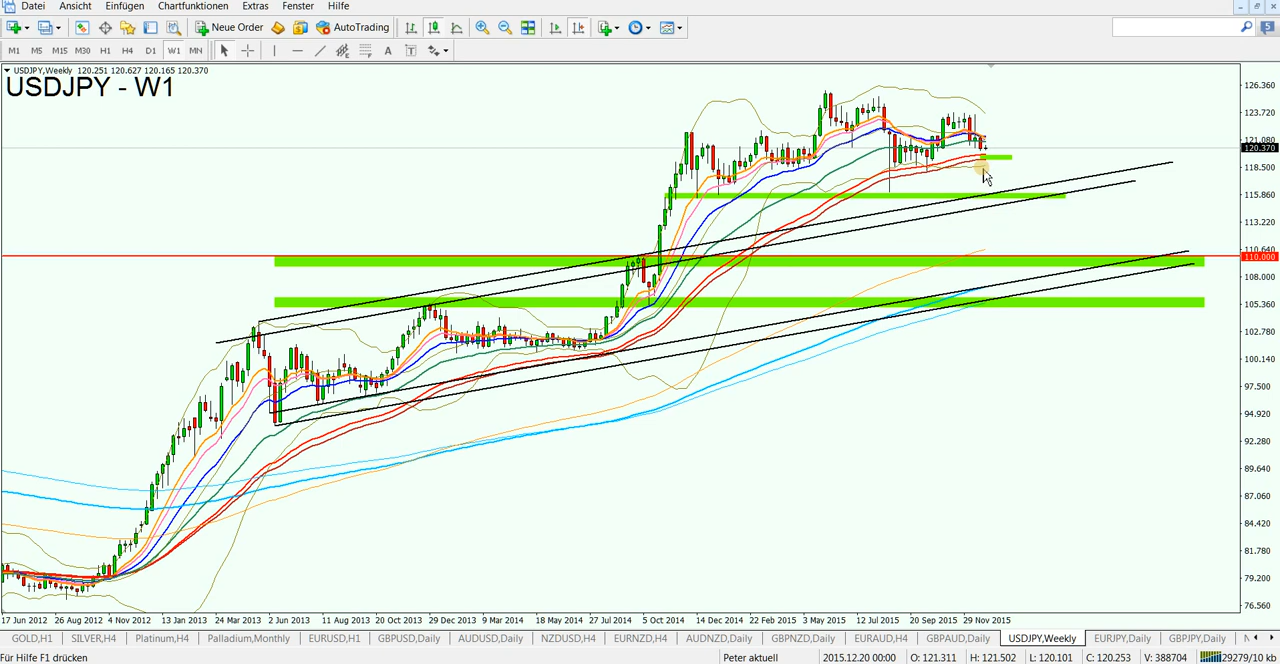 Datei Ansicht Einfügen Chartfunktionen Extras Fenster Hilfe
Neue Order AutoTrading
5
M1 M5 M15 M30 H1 H4 D1 W1 MN A T
USDJPY,Weekly 120.251 120.627 120.165 120.370
USDJPY - W1
126.360
123.720
121.080
120.370
118.500
115.860
113.220
110.640
110.000
108.000
105.360
102.780
100.140
97.500
94.920
92.280
89.640
87.060
84.420
81.780
79.200
76.560
17 Jun 2012 26 Aug 2012 4 Nov 2012 13 Jan 2013 24 Mar 2013 2 Jun 2013 11 Aug 2013 20 Oct 2013 29 Dec 2013 9 Mar 2014 18 May 2014 27 Jul 2014 5 Oct 2014 14 Dec 2014 22 Feb 2015 3 May 2015 12 Jul 2015 20 Sep 2015 29 Nov 2015
GOLD,H1 SILVER,H4 Platinum,H4 Palladium,Monthly EURUSD,H1 GBPUSD,Daily AUDUSD,Daily NZDUSD,H4 EURNZD,H4 AUDNZD,Daily GBPNZD,Daily EURAUD,H4 GBPAUD,Daily USDJPY,Weekly EURJPY,Daily GBPJPY,Daily N
Für Hilfe F1 drücken Peter aktuell 2015.12.20 00:00 O: 121.311 H: 121.502 L: 120.101 C: 120.253 V: 388704 29279/10 kb